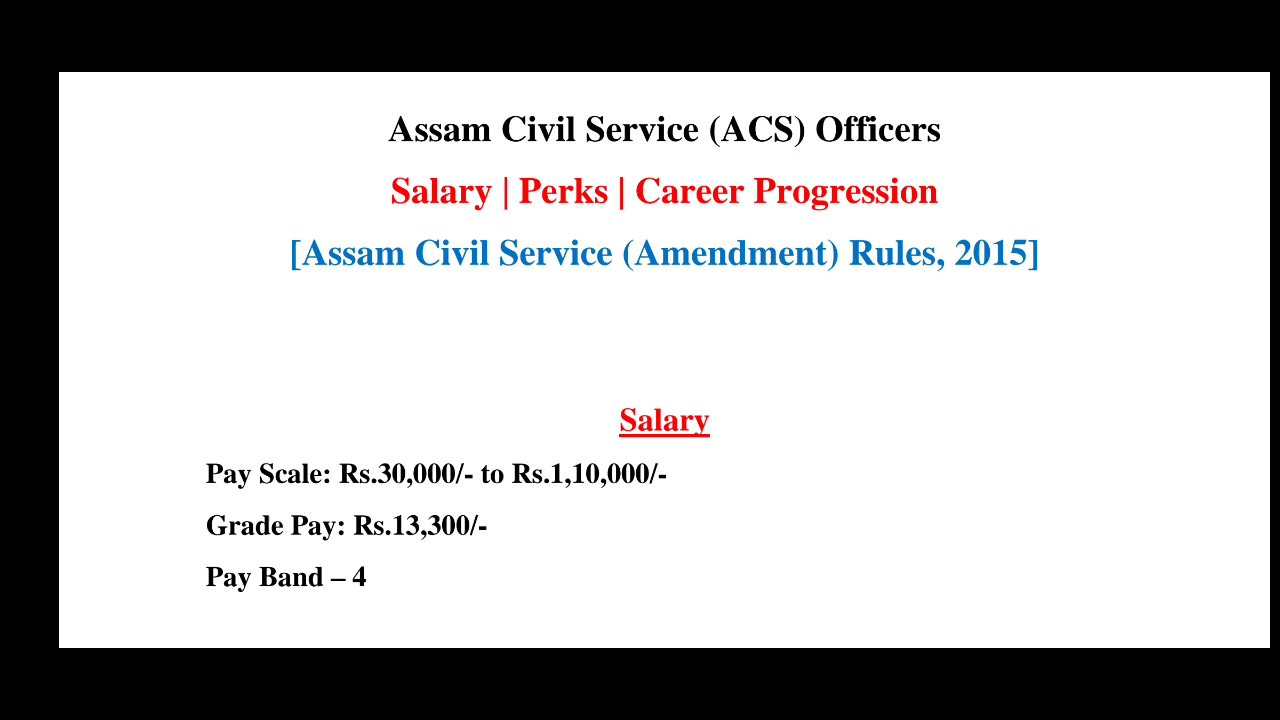 Assam Civil Service (ACS) Officers
Salary | Perks | Career Progression
[Assam Civil Service (Amendment) Rules, 2015]
Salary
Pay Scale: Rs.30,000/- to Rs.1,10,000/-
Grade Pay: Rs.13,300/-
Pay Band – 4